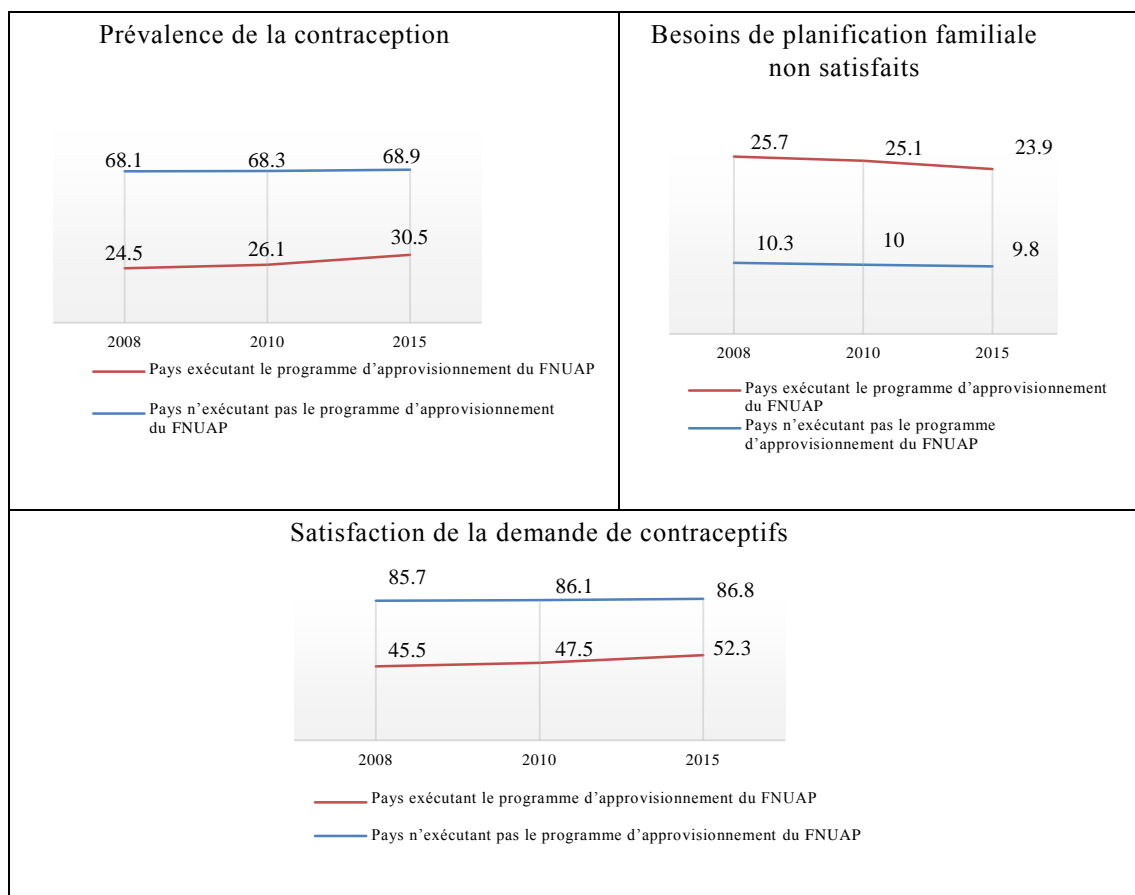 Prévalence de la contraception
68.1
68.3
68.9
24.5
26.1
30.5
2008
2010
2015
Pays exécutant le programme d’approvisionnement du FNUAP
Pays n’exécutant pas le programme d’approvisionnement
du FNUAP
Besoins de planification familiale
non satisfaits
25.7
25.1
23.9
10.3
10
9.8
2008
2010
2015
Pays exécutant le programme d’approvisionnement
du FNUAP
Pays n’exécutant pas le programme
d’approvisionnement du FNUAP
Satisfaction de la demande de contraceptifs
85.7
86.1
86.8
45.5
47.5
52.3
2008
2010
2015
Pays exécutant le programme d’approvisionnement du FNUAP
Pays n’exécutant pas le programme d’approvisionnement du FNUAP